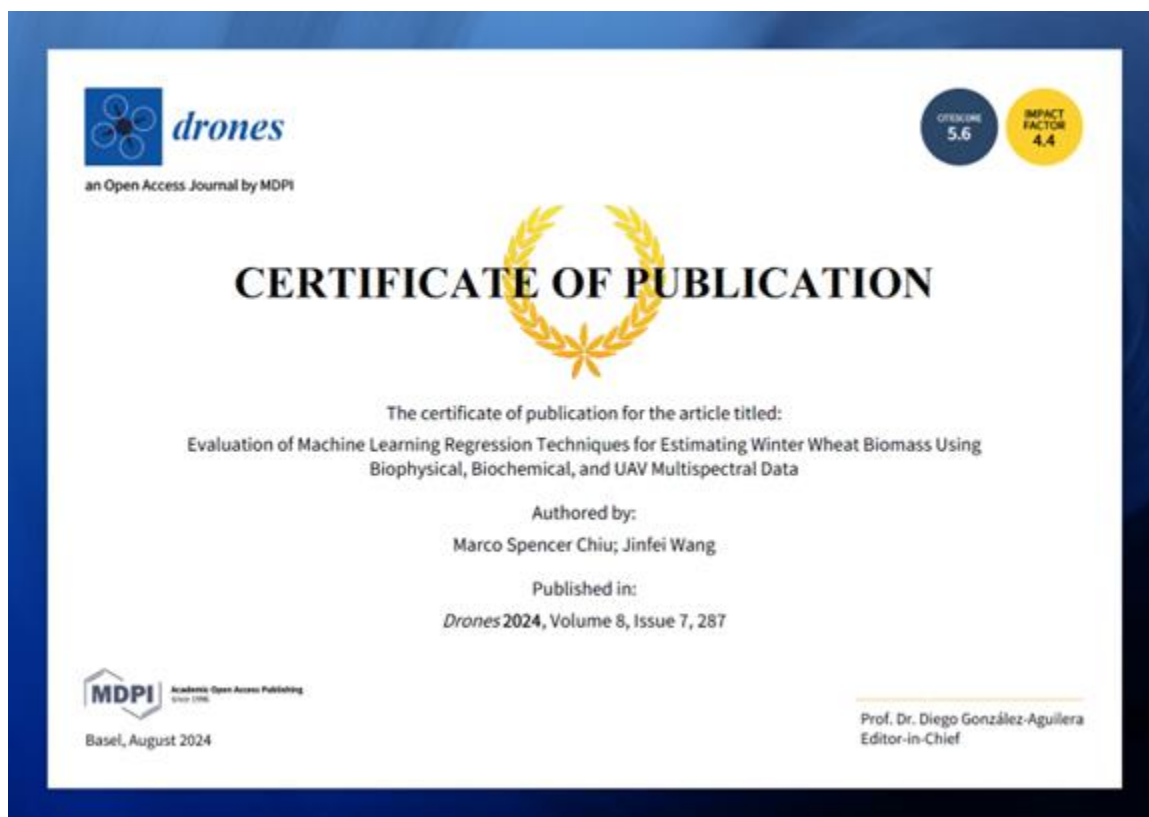 drones
an Open Access Journal by MDPI
CITESCORE
5.6
IMPACT
FACTOR
4.4
CERTIFICATE OF PUBLICATION
The certificate of publication for the article titled:
Evaluation of Machine Learning Regression Techniques for Estimating Winter Wheat Biomass Using
Biophysical, Biochemical, and UAV Multispectral Data
Authored by:
Marco Spencer Chiu; Jinfei Wang
Published in:
Drones 2024, Volume 8, Issue 7, 287
MDPI
Academic Open Access Publishing
since 1996
Basel, August 2024
Prof. Dr. Diego González-Aguilera
Editor-in-Chief